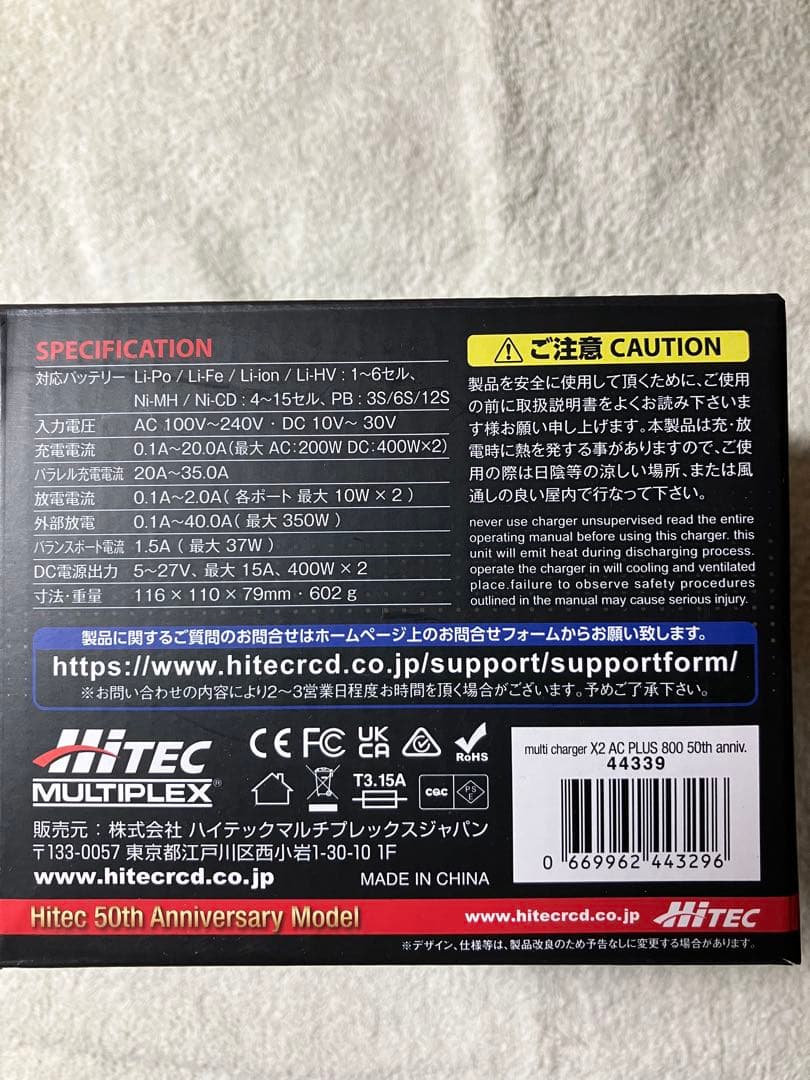 SPECIFICATION
対応バッテリー Li-Po / Li-Fe / Li-ion / Li-HV : 1〜6セル、
Ni-MH / Ni-CD : 4〜15セル、PB : 3S/6S/12S
入力電圧 AC 100V〜240V・DC 10V〜30V
充電電流 0.1A〜20.0A(最大 AC:200W DC:400W×2)
パラレル充電電流 20A〜35.0A
放電電流 0.1A〜2.0A( 各ポート 最大 10W × 2 )
外部放電 0.1A〜40.0A( 最大 350W )
バランスポート電流 1.5A ( 最大 37W )
DC電源出力 5〜27V、最大 15A、400W × 2
寸法・重量 116 × 110 × 79mm・602 g
ご注意 CAUTION
製品を安全に使用して頂くために、ご使用
の前に取扱説明書をよくお読み下さいま
す様お願い申し上げます。本製品は充・放
電時に熱を発する事がありますので、ご使
用の際は日陰等の涼しい場所、または風
通しの良い屋内で行なって下さい。
never use charger unsupervised read the entire
operating manual before using this charger. this
unit will emit heat during discharging process.
operate the charger in will cooling and ventilated
place.failure to observe safety procedures
outlined in the manual may cause serious injury.
製品に関するご質問のお問合せはホームページ上のお問合せフォームからお願い致します。
https://www.hitecrcd.co.jp/support/supportform/
※お問い合わせの内容により2〜3営業日程度お時間を頂く場合がございます。予めご了承下さい。
HiTEC
MULTIPLEX®
CE FC UK CA RoHS
T3.15A CQC PSE
販売元 : 株式会社 ハイテックマルチプレックスジャパン
〒133-0057 東京都江戸川区西小岩1-30-10 1F
www.hitecrcd.co.jp
MADE IN CHINA
multi charger X2 AC PLUS 800 50th anniv.
44339
0 669962 443296
Hitec 50th Anniversary Model
www.hitecrcd.co.jp HiTEC
※デザイン、仕様等は、製品改良のため予告なしに変更する場合があります。